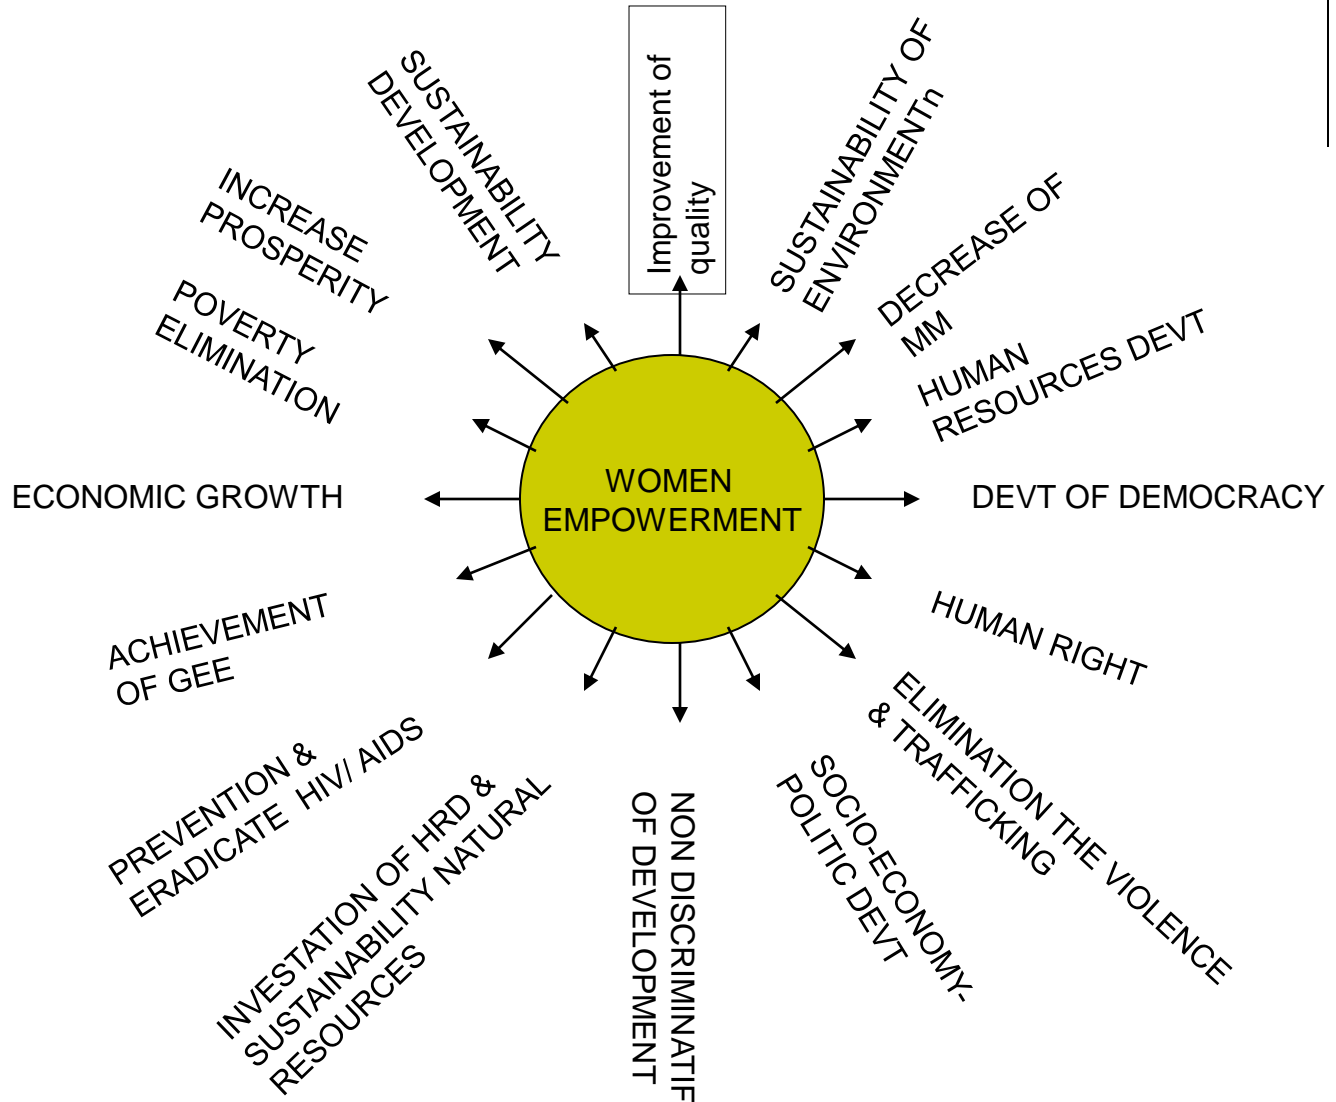 WOMEN
EMPOWERMENT
Improvement of
quality
SUSTAINABILITY OF
ENVIRONMENTn
DECREASE OF
MM
HUMAN
RESOURCES DEVT
DEVT OF DEMOCRACY
HUMAN RIGHT
ELIMINATION THE VIOLENCE
& TRAFFICKING
SOCIO-ECONOMY-
POLITIC DEVT
NON DISCRIMINATIF
OF DEVELOPMENT
INVESTATION OF HRD &
SUSTAINABILITY NATURAL
RESOURCES
PREVENTION &
ERADICATE HIV/ AIDS
ACHIEVEMENT
OF GEE
ECONOMIC GROWTH
POVERTY
ELIMINATION
INCREASE
PROSPERITY
SUSTAINABILITY
DEVELOPMENT